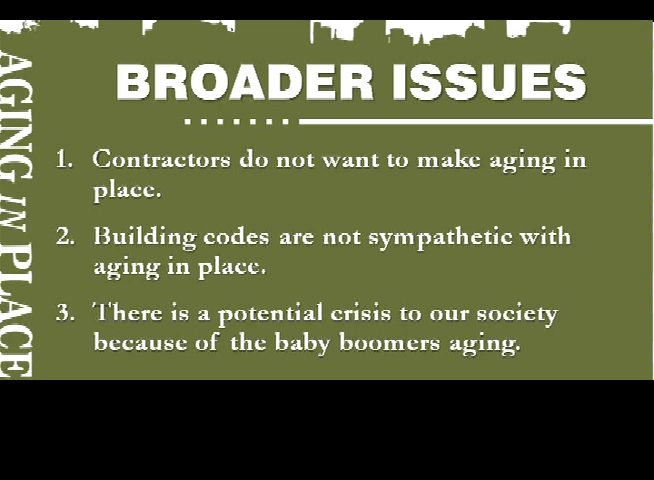 AGING IN PLACE
BROADER ISSUES
1. Contractors do not want to make aging in
place.
2. Building codes are not sympathetic with
aging in place.
3. There is a potential crisis to our society
because of the baby boomers aging.